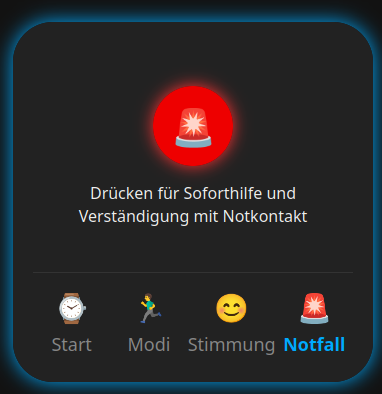 Drücken für Soforthilfe und
Verständigung mit Notkontakt
Start Modi Stimmung Notfall